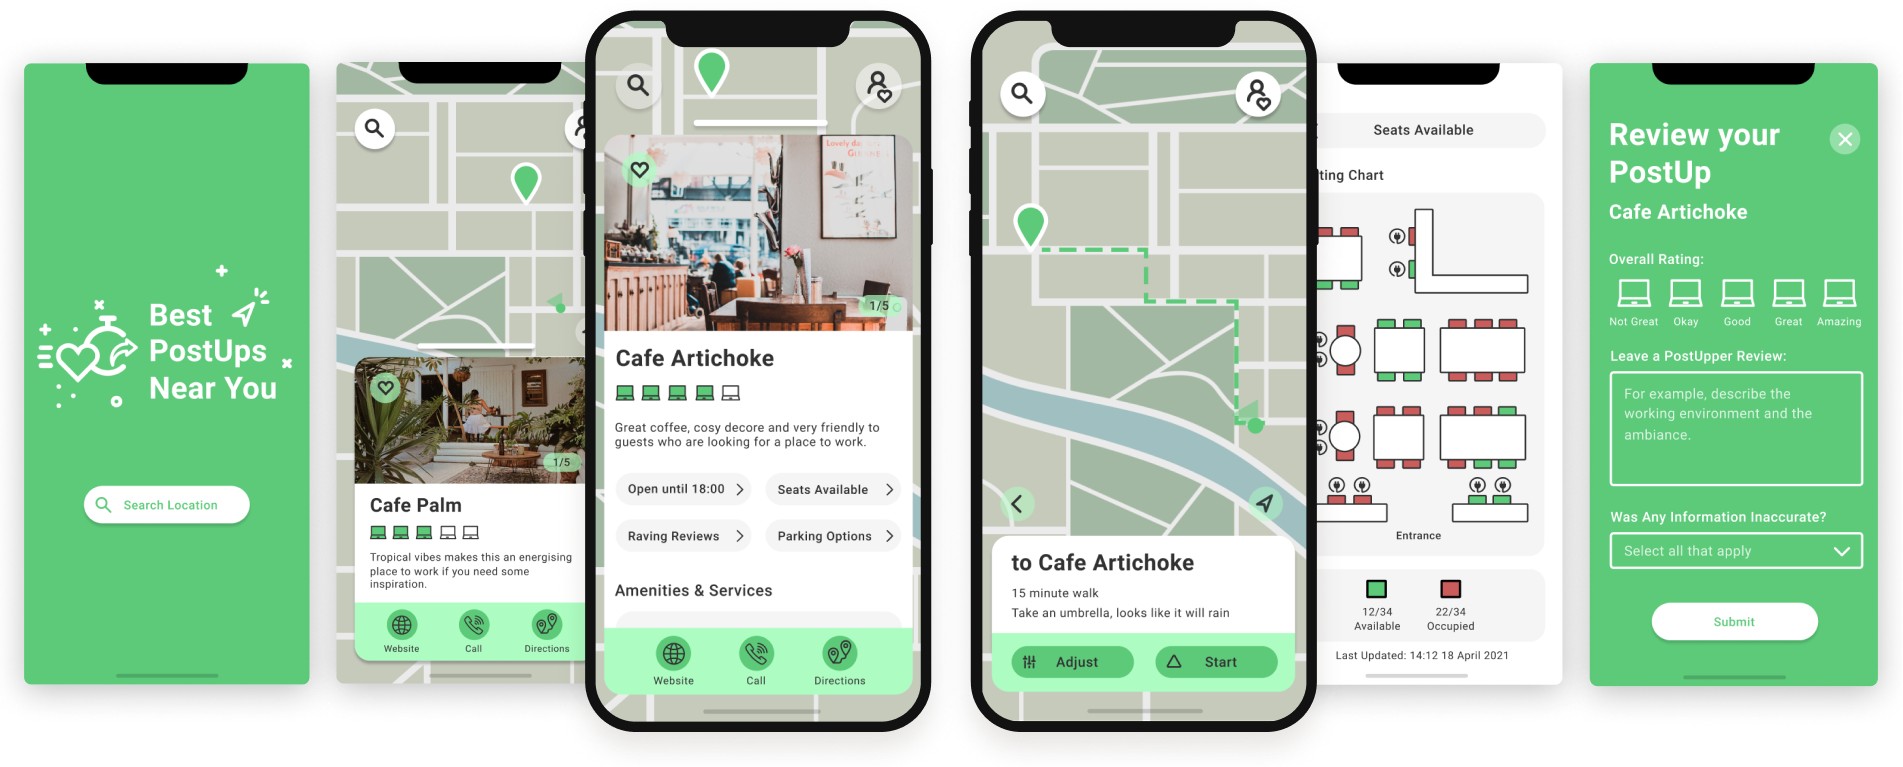 Best
PostUps
Near You
Search Location
1/5
Cafe Palm
Tropical vibes makes this an energising
place to work if you need some
inspiration.
Website
Call
Directions
Lovely da
1/5
Cafe Artichoke
Great coffee, cosy decore and very friendly to
guests who are looking for a place to work.
Open until 18:00
Seats Available
Raving Reviews
Parking Options
Amenities & Services
Website
Call
Directions
to Cafe Artichoke
15 minute walk
Take an umbrella, looks like it will rain
Adjust
Start
Seats Available
ting Chart
Entrance
12/34
Available
22/34
Occupied
Last Updated: 14:12 18 April 2021
Review your
PostUp
Cafe Artichoke
Overall Rating:
Not Great
Okay
Good
Great
Amazing
Leave a PostUpper Review:
For example, describe the
working environment and the
ambiance.
Was Any Information Inaccurate?
Select all that apply
Submit